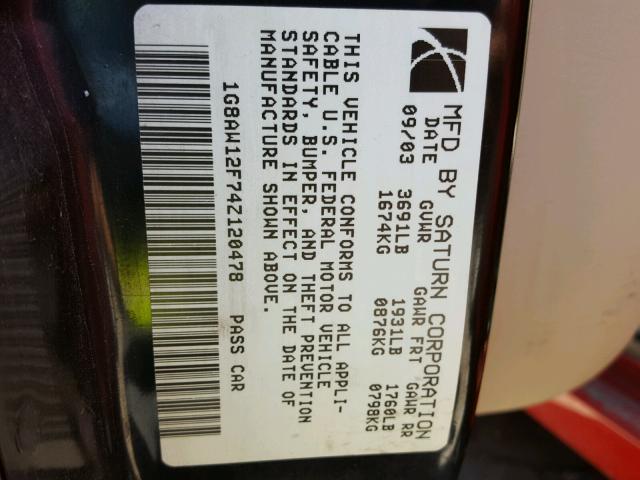 MFD BY SATURN CORPORATION
DATE GVWR GAWR FRT GAWR RR
09/03 3691LB 1931LB 1760LB
1674KG 0876KG 0798KG
THIS VEHICLE CONFORMS TO ALL APPLI-
CABLE U.S. FEDERAL MOTOR VEHICLE
SAFETY, BUMPER, AND THEFT PREVENTION
STANDARDS IN EFFECT ON THE DATE OF
MANUFACTURE SHOWN ABOVE.
1G8AW12F74Z120478 PASS CAR